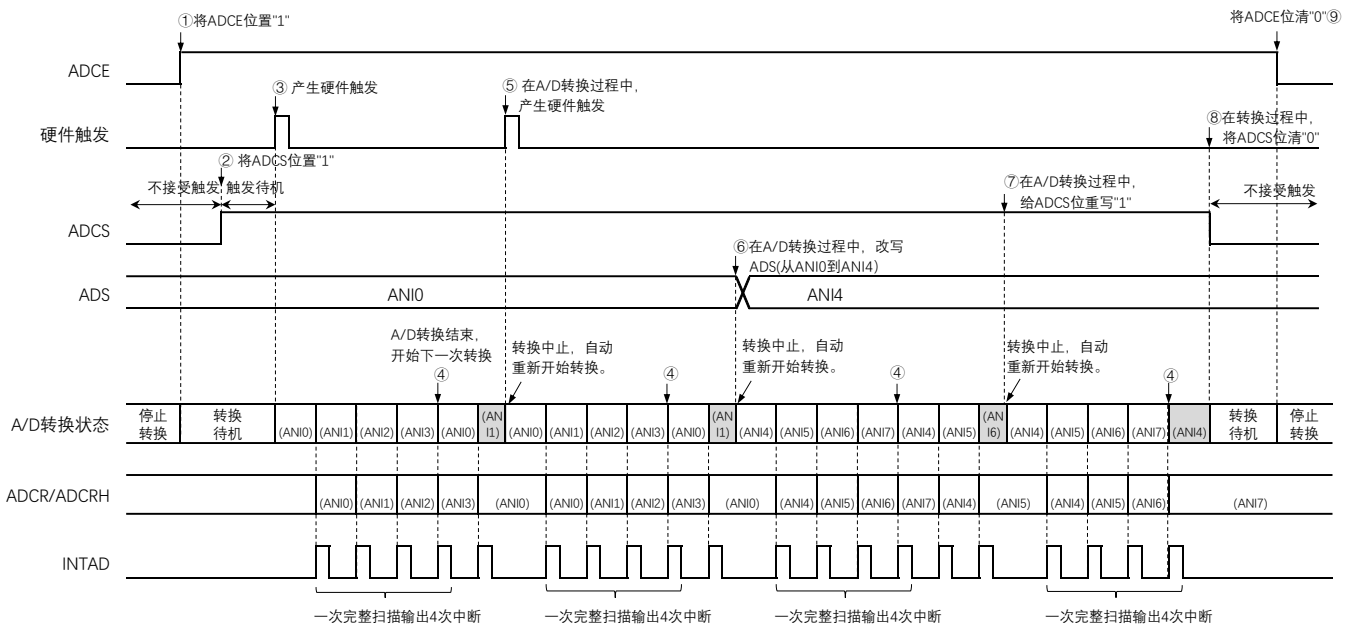 ①将ADCE位置"1"
将ADCE位清"0"⑨
ADCE
③ 产生硬件触发
⑤ 在A/D转换过程中,
产生硬件触发
硬件触发
⑧在转换过程中,
将ADCS位清"0"
② 将ADCS位置"1"
不接受触发 触发待机
⑦在A/D转换过程中,
给ADCS位重写"1"
不接受触发
ADCS
⑥在A/D转换过程中，改写
ADS(从ANI0到ANI4）
ADS
ANI0
ANI4
A/D转换结束,
开始下一次转换
④
转换中止，自动
重新开始转换。
④
转换中止，自动
重新开始转换。
④
转换中止，自动
重新开始转换。
④
A/D转换状态
停止
转换
转换
待机
(ANI0) (ANI1) (ANI2) (ANI3) (ANI0) (AN
I1) (ANI0) (ANI1) (ANI2) (ANI3) (ANI0) (AN
I1) (ANI4) (ANI5) (ANI6) (ANI7) (ANI4) (ANI5) (AN
I6) (ANI4) (ANI5) (ANI6) (ANI7) (ANI4)
转换
待机
停止
转换
ADCR/ADCRH
(ANI0) (ANI1) (ANI2) (ANI3) (ANI0) (ANI0) (ANI1) (ANI2) (ANI3) (ANI0) (ANI4) (ANI5) (ANI6) (ANI7) (ANI4) (ANI5) (ANI4) (ANI5) (ANI6) (ANI7)
INTAD
一次完整扫描输出4次中断 一次完整扫描输出4次中断 一次完整扫描输出4次中断 一次完整扫描输出4次中断